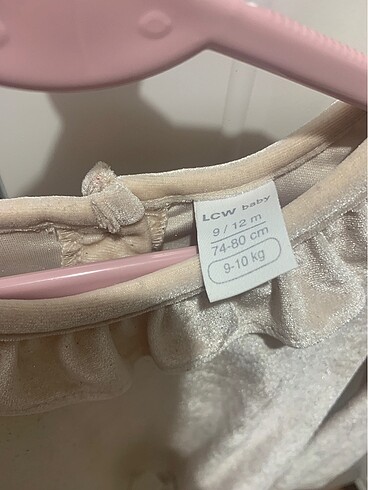 LCW baby
9 / 12 m
74-80 cm
9-10 kg